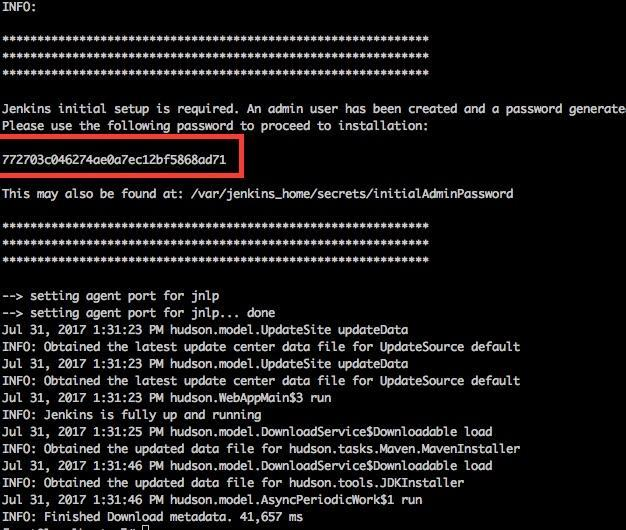 INFO:
*************************************************************
*************************************************************
*************************************************************
Jenkins initial setup is required. An admin user has been created and a password generate
Please use the following password to proceed to installation:
772703c046274ae0a7ec12bf5868ad71
This may also be found at: /var/jenkins_home/secrets/initialAdminPassword
*************************************************************
*************************************************************
*************************************************************
--> setting agent port for jnlp
--> setting agent port for jnlp... done
Jul 31, 2017 1:31:23 PM hudson.model.UpdateSite updateData
INFO: Obtained the latest update center data file for UpdateSource default
Jul 31, 2017 1:31:23 PM hudson.model.UpdateSite updateData
INFO: Obtained the latest update center data file for UpdateSource default
Jul 31, 2017 1:31:23 PM hudson.WebAppMain$3 run
INFO: Jenkins is fully up and running
Jul 31, 2017 1:31:25 PM hudson.model.DownloadService$Downloadable load
INFO: Obtained the updated data file for hudson.tasks.Maven.MavenInstaller
Jul 31, 2017 1:31:46 PM hudson.model.DownloadService$Downloadable load
INFO: Obtained the updated data file for hudson.tools.JDKInstaller
Jul 31, 2017 1:31:46 PM hudson.model.AsyncPeriodicWork$1 run
INFO: Finished Download metadata. 41,657 ms